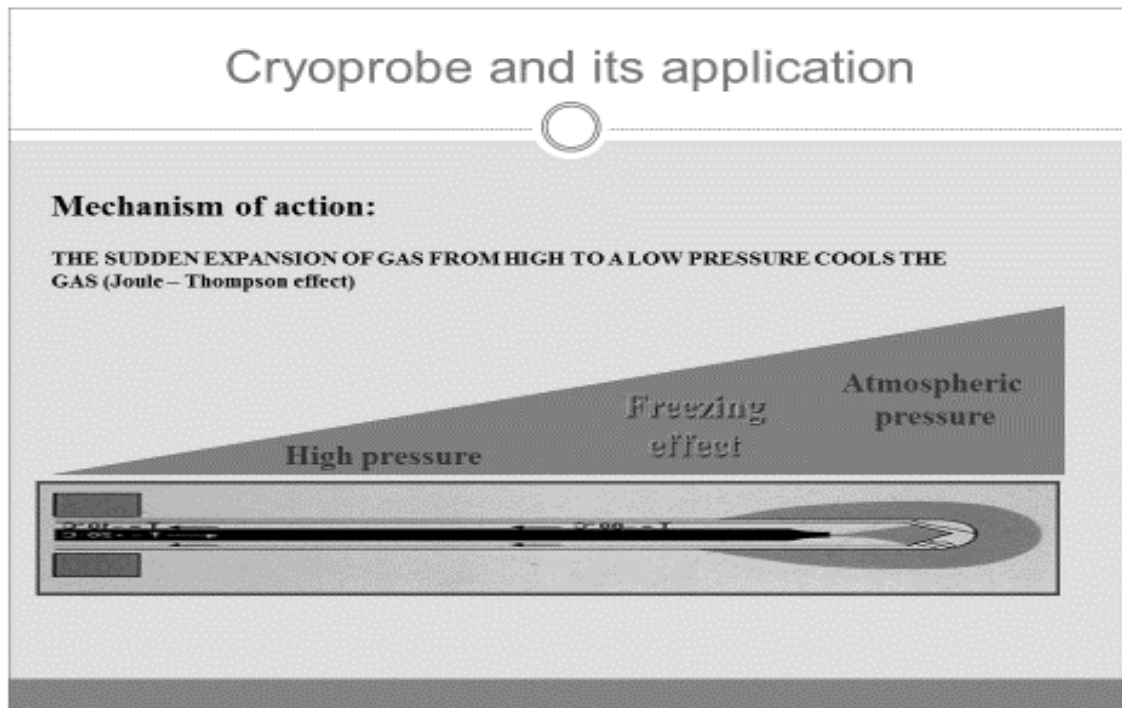 Cryoprobe and its application
Mechanism of action:
THE SUDDEN EXPANSION OF GAS FROM HIGH TO A LOW PRESSURE COOLS THE
GAS (Joule – Thompson effect)
Atmospheric
pressure
Freezing
effect
High pressure